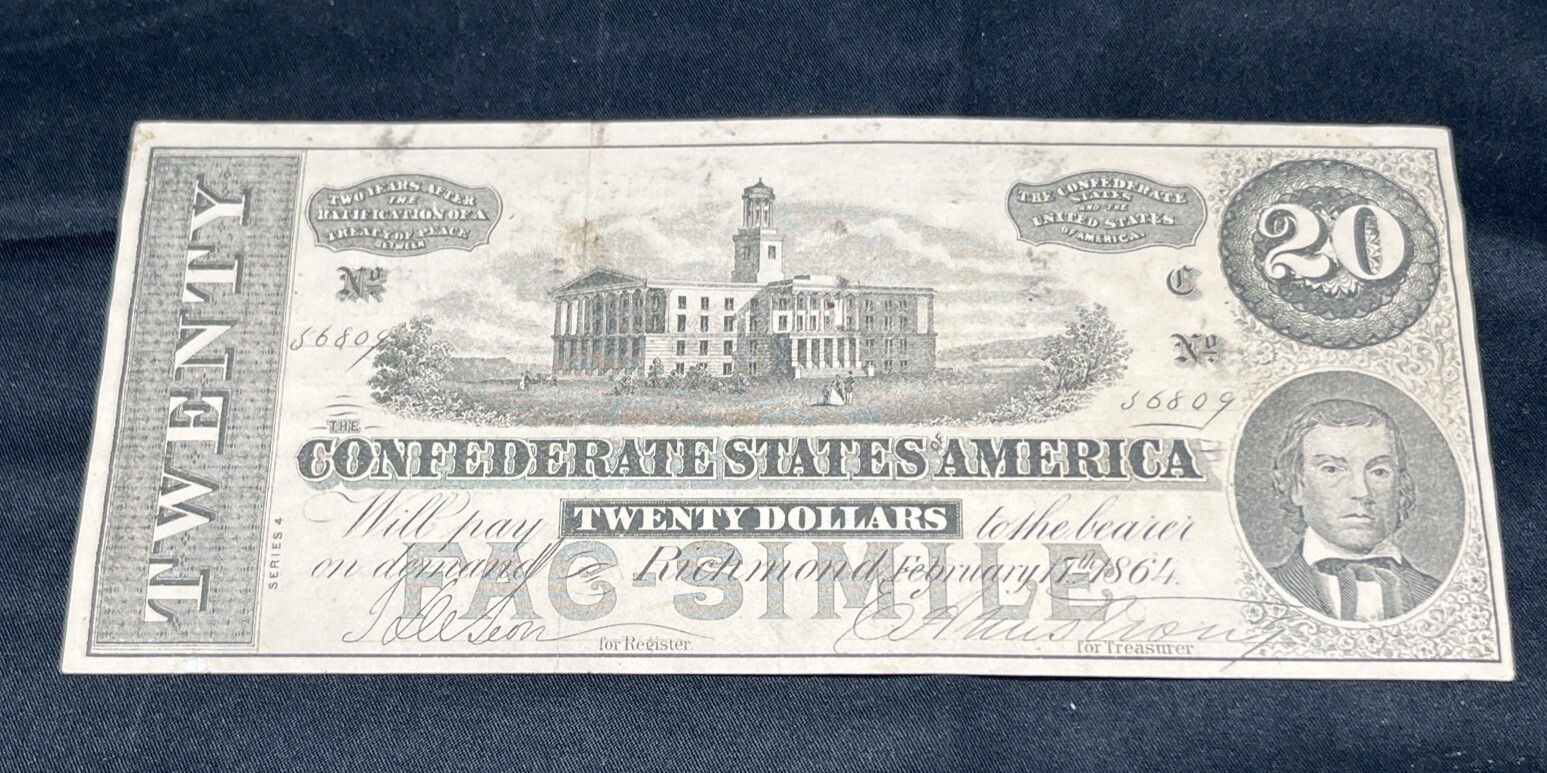 TWENTY
SERIES 4
TWO YEARS AFTER
THE
RATIFICATION OF A
TREATY OF PEACE
BETWEEN
THE CONFEDERATE
STATES
AND THE
UNITED STATES
OF AMERICA.
20
No
C
56809
No
56809
THE
CONFEDERATE STATES OF AMERICA
Will pay TWENTY DOLLARS to the bearer
on demand Richmond February 17th 1864.
FAC-SIMILE
for Register.
for Treasurer